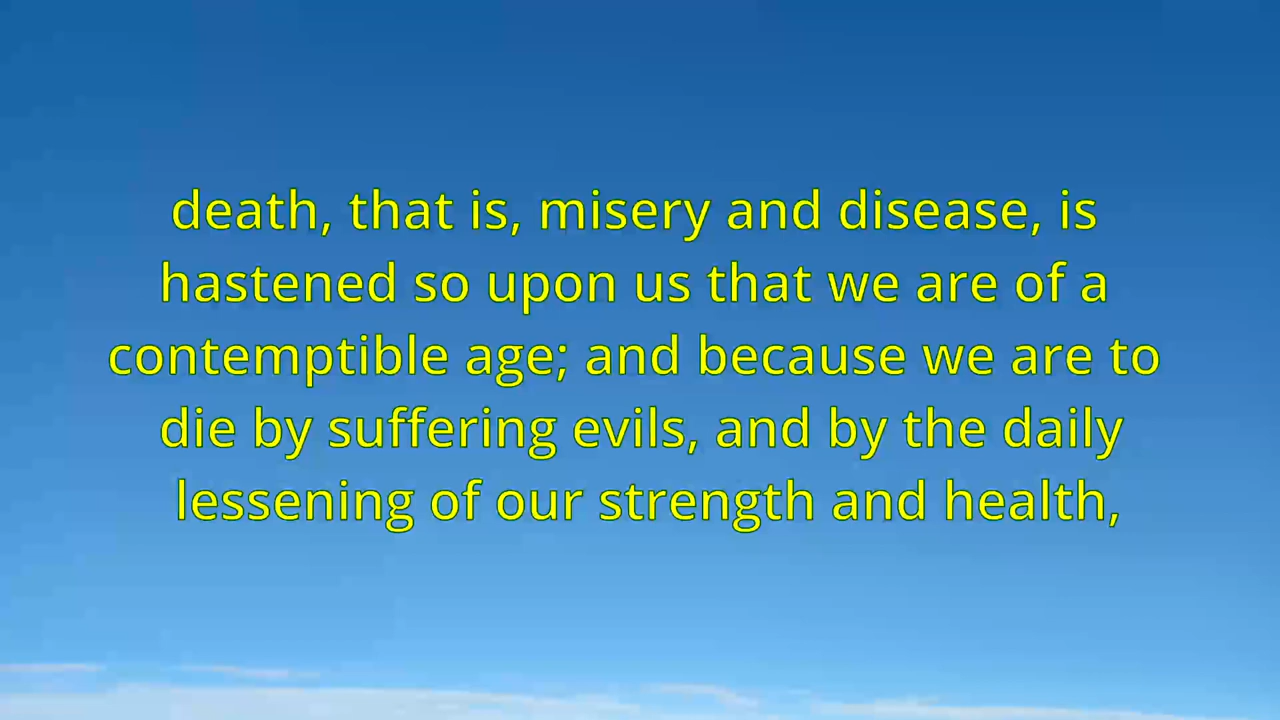 death, that is, misery and disease, is
hastened so upon us that we are of a
contemptible age; and because we are to
die by suffering evils, and by the daily
lessening of our strength and health,